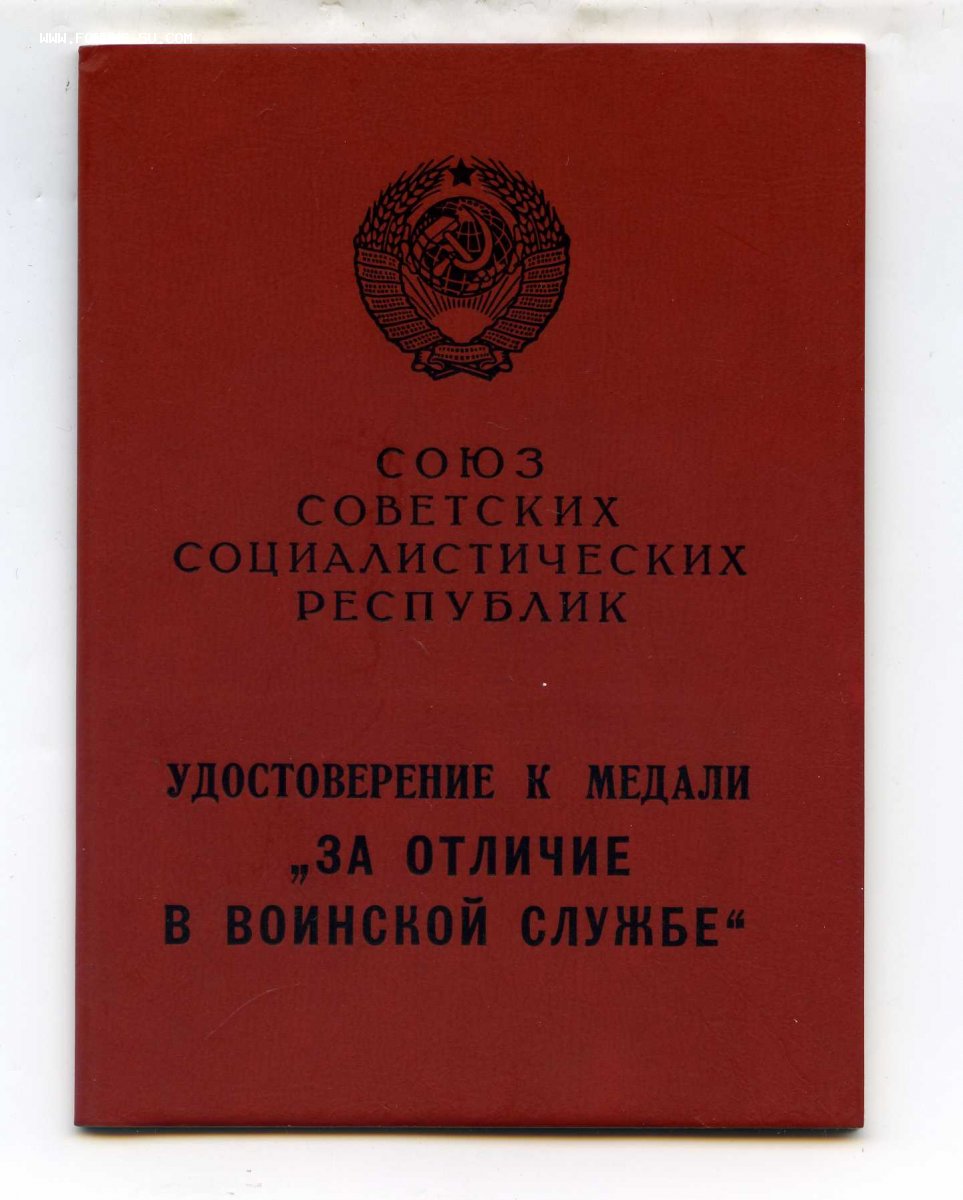 СОЮЗ
СОВЕТСКИХ
СОЦИАЛИСТИЧЕСКИХ
РЕСПУБЛИК
УДОСТОВЕРЕНИЕ К МЕДАЛИ
„ЗА ОТЛИЧИЕ
В ВОИНСКОЙ СЛУЖБЕ“